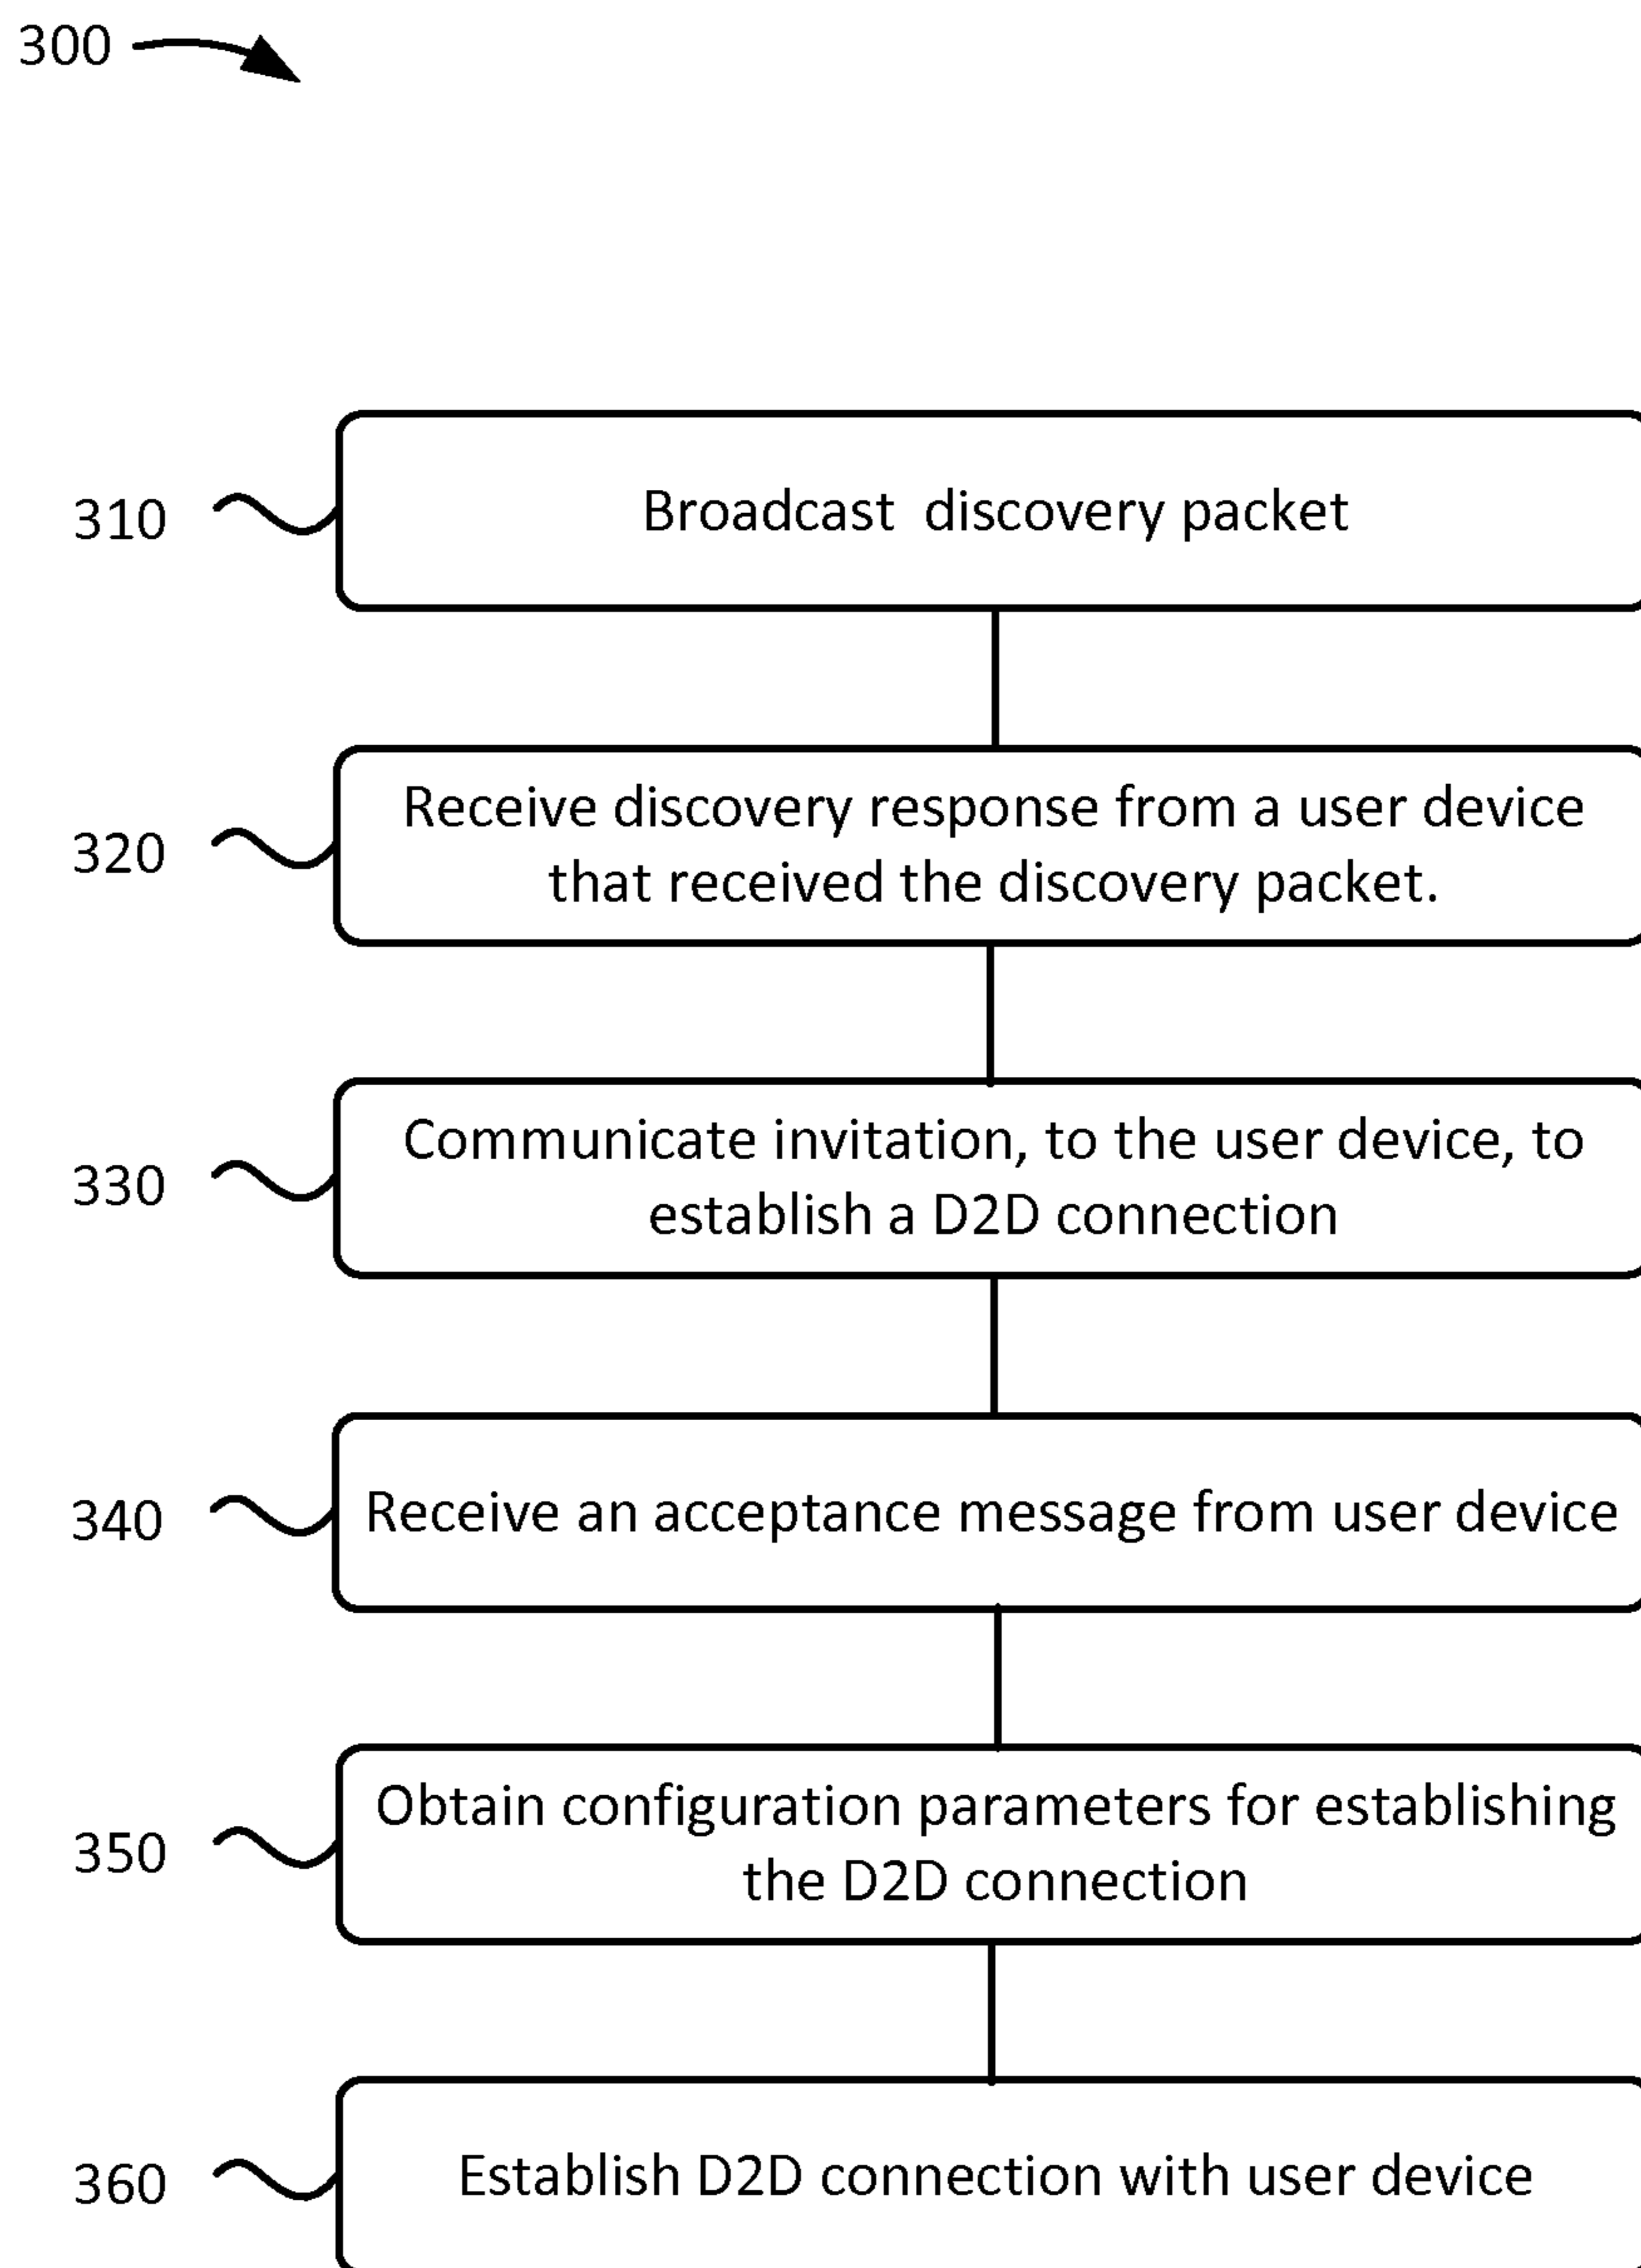 300
310
Broadcast discovery packet
320
Receive discovery response from a user device
that received the discovery packet.
330
Communicate invitation, to the user device, to
establish a D2D connection
340
Receive an acceptance message from user device
350
Obtain configuration parameters for establishing
the D2D connection
360
Establish D2D connection with user device